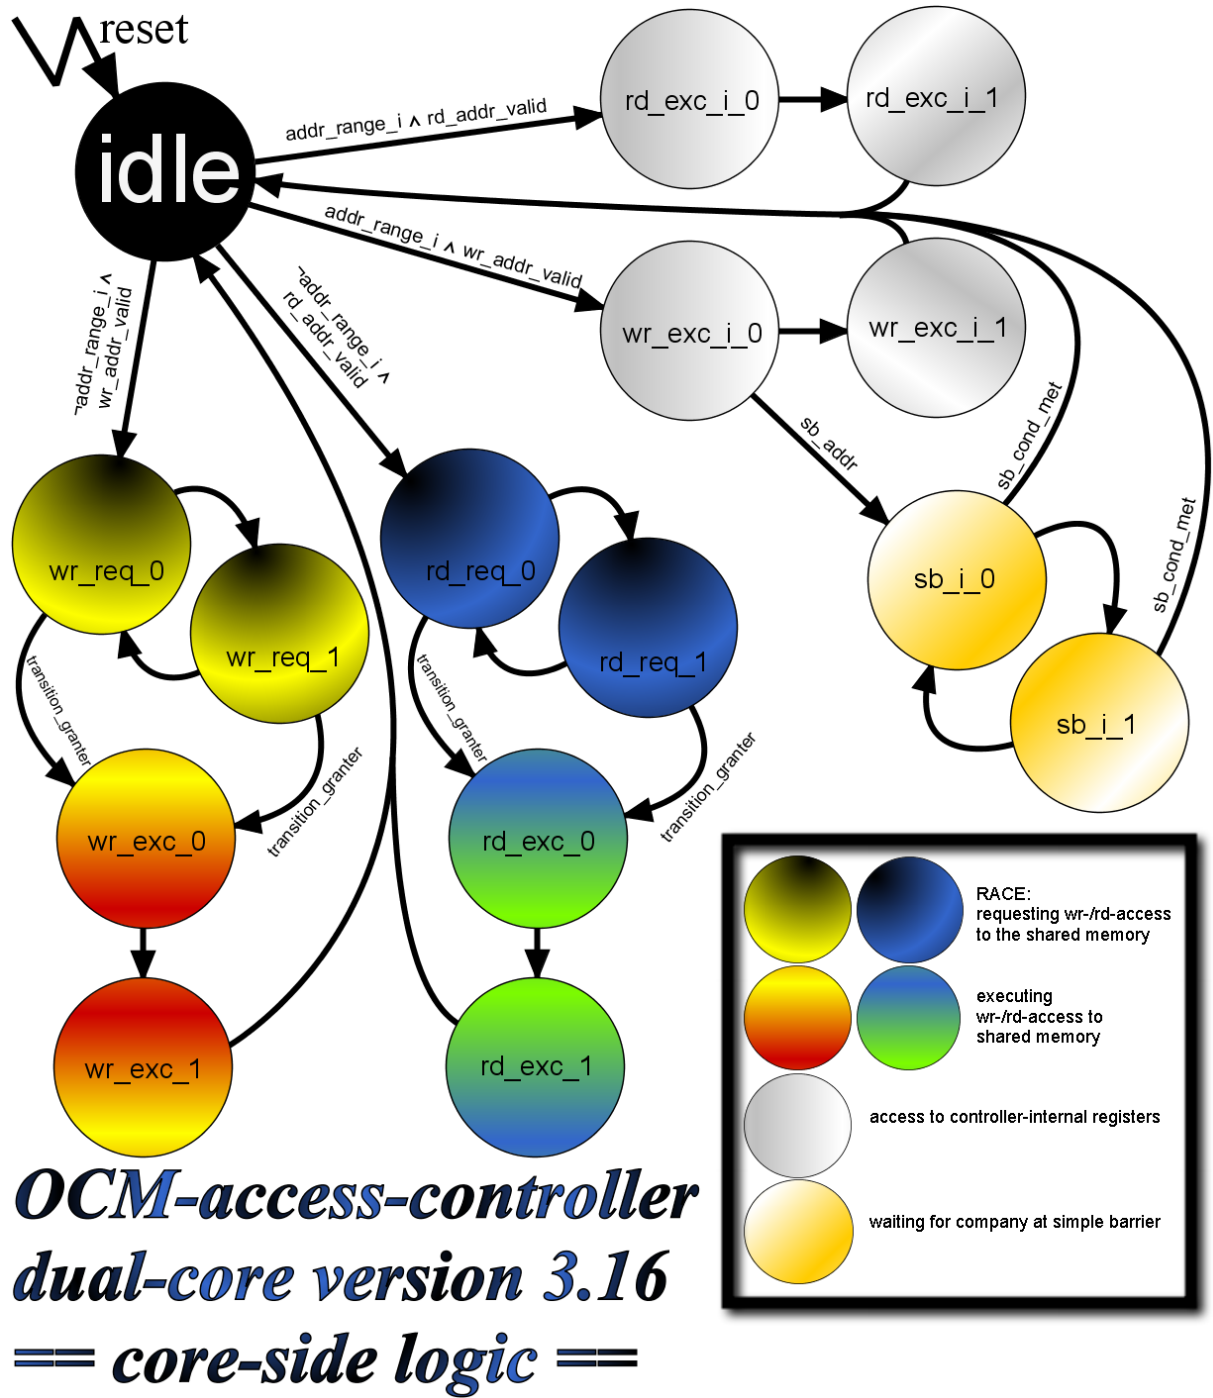 reset
idle
addr_range_i ∧ rd_addr_valid
rd_exc_i_0
rd_exc_i_1
addr_range_i ∧ wr_addr_valid
wr_exc_i_0
wr_exc_i_1
¬addr_range_i ∧
wr_addr_valid
¬addr_range_i ∧
rd_addr_valid
sb_addr
sb_cond_met
sb_cond_met
wr_req_0
wr_req_1
rd_req_0
rd_req_1
sb_i_0
sb_i_1
transition_granter
transition_granter
transition_granter
transition_granter
wr_exc_0
rd_exc_0
wr_exc_1
rd_exc_1
RACE:
requesting wr-/rd-access
to the shared memory
executing
wr-/rd-access to
shared memory
access to controller-internal registers
waiting for company at simple barrier
OCM-access-controller
dual-core version 3.16
== core-side logic ==